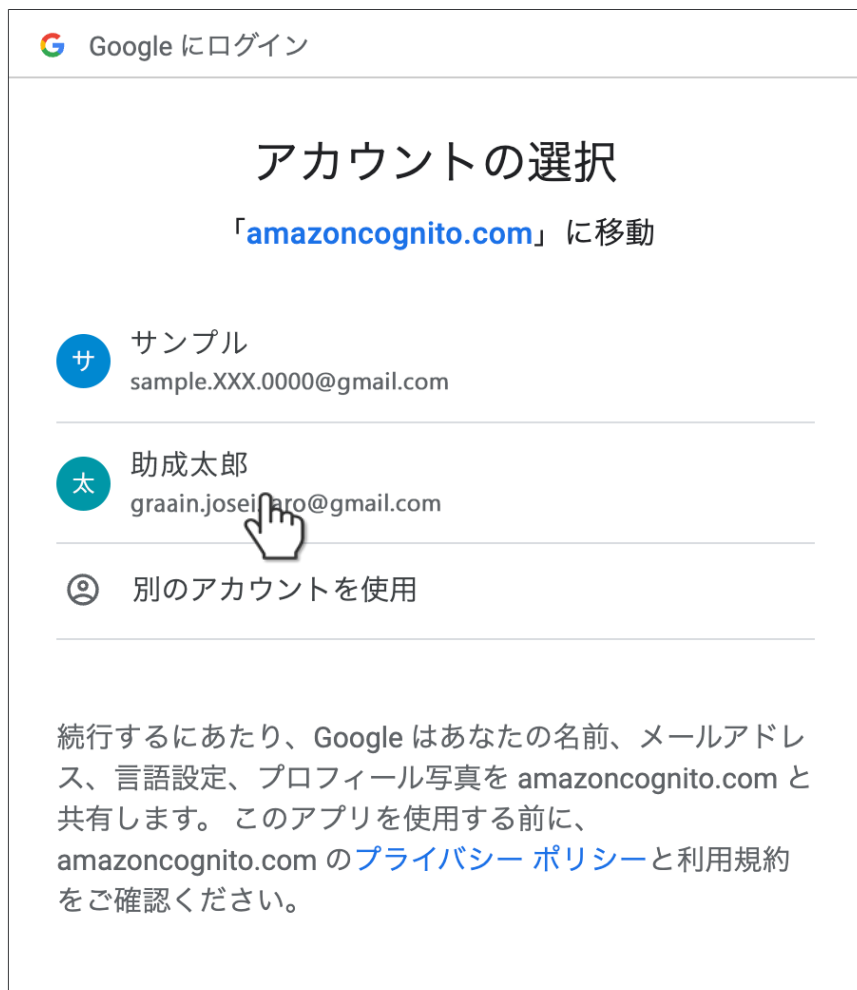 Google にログイン
アカウントの選択
「amazoncognito.com」に移動
サ
サンプル
sample.XXX.0000@gmail.com
太
助成太郎
graain.josei aro@gmail.com
別のアカウントを使用
続行するにあたり、Google はあなたの名前、メールアドレ
ス、言語設定、プロフィール写真を amazoncognito.com と
共有します。 このアプリを使用する前に、
amazoncognito.com のプライバシー ポリシーと利用規約
をご確認ください。